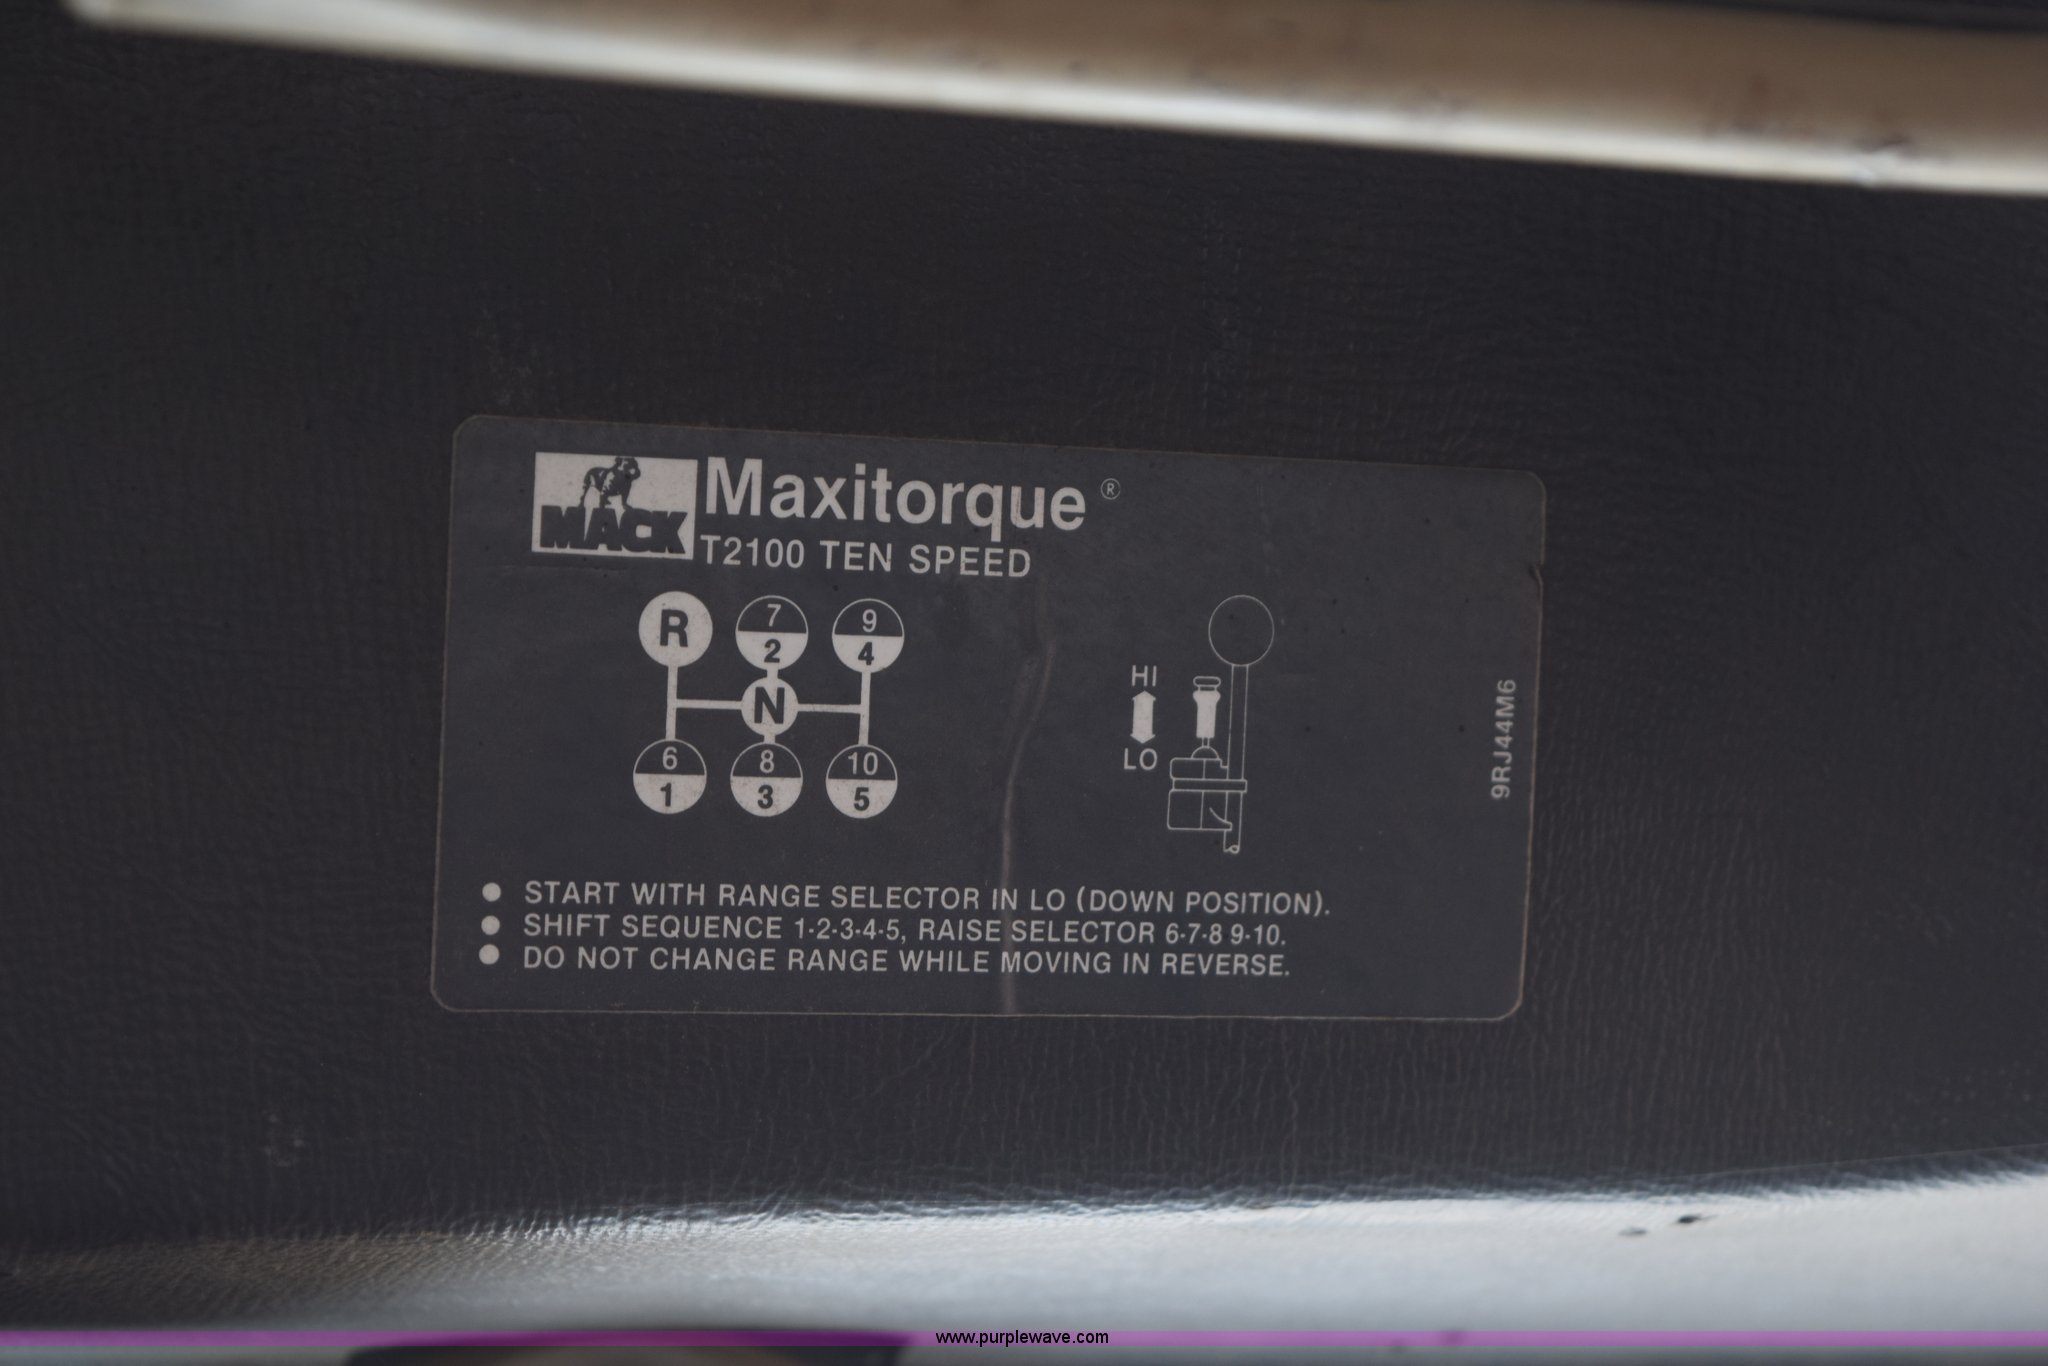 MACK
Maxitorque ®
T2100 TEN SPEED
R 7 2 9 4
N
6 1 8 3 10 5
HI
LO
9RJ44M6
● START WITH RANGE SELECTOR IN LO (DOWN POSITION).
● SHIFT SEQUENCE 1-2-3-4-5, RAISE SELECTOR 6-7-8 9-10.
● DO NOT CHANGE RANGE WHILE MOVING IN REVERSE.
www.purplewave.com